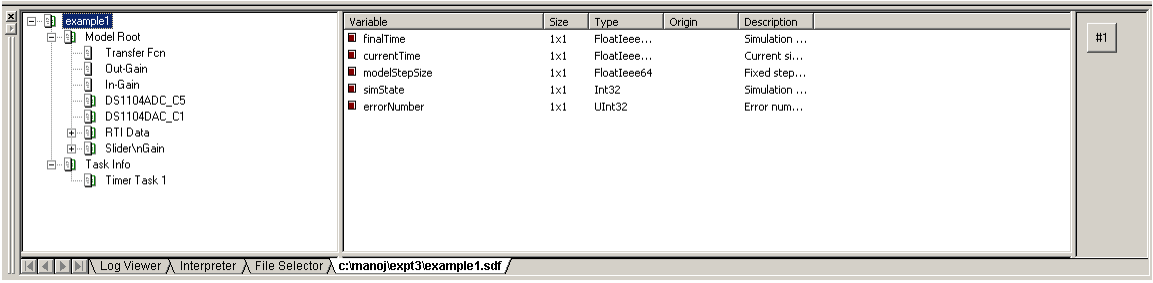 example1
Model Root
Transfer Fcn
Out-Gain
In-Gain
DS1104ADC_C5
DS1104DAC_C1
RTI Data
Slider\nGain
Task Info
Timer Task 1
Variable Size Type Origin Description
finalTime 1x1 FloatIeee... Simulation ...
currentTime 1x1 FloatIeee... Current si...
modelStepSize 1x1 FloatIeee64 Fixed step...
simState 1x1 Int32 Simulation ...
errorNumber 1x1 UInt32 Error num...
#1
Log Viewer Interpreter File Selector c:\manoj\expt3\example1.sdf